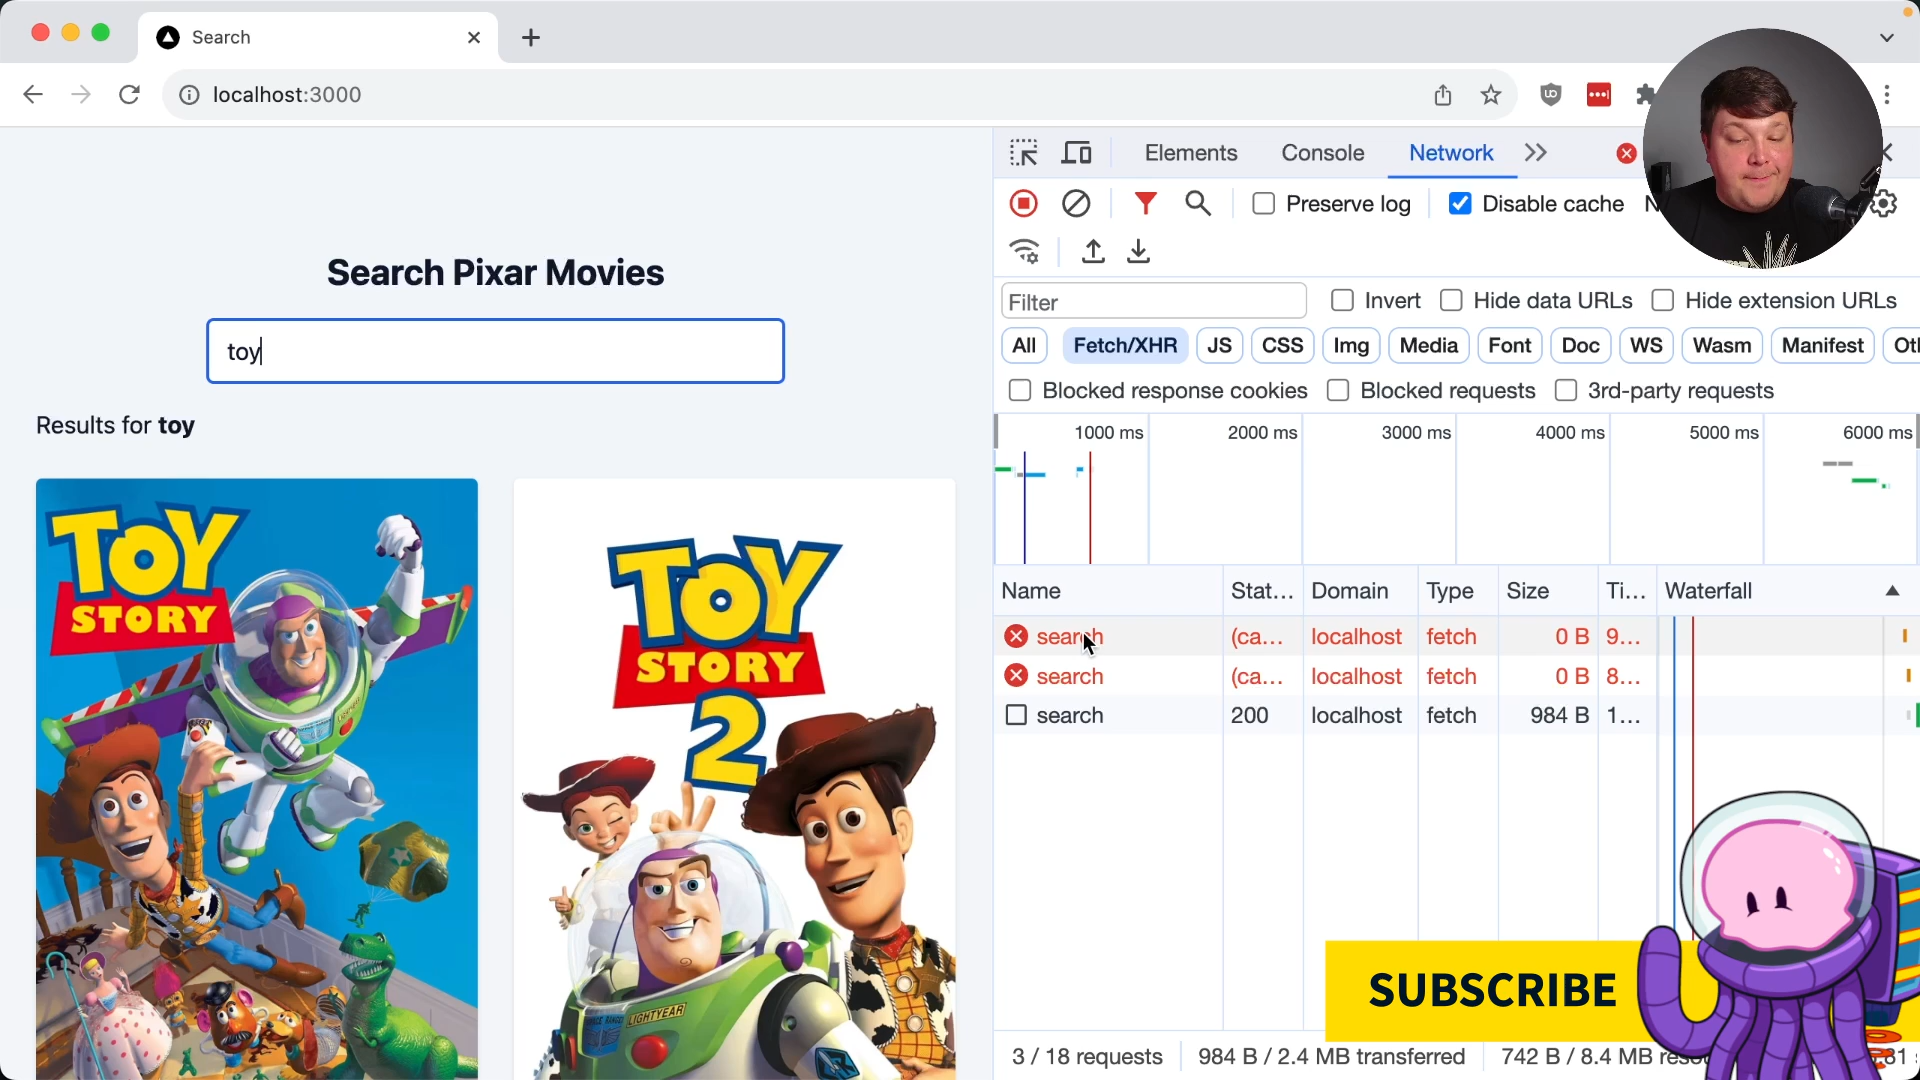 Search
localhost:3000
Search Pixar Movies
toy
Results for toy
TOY
STORY
TOY
STORY
2
SPACE RANGER LIGHTYEAR
Elements Console Network
Preserve log Disable cache
Filter Invert Hide data URLs Hide extension URLs
All Fetch/XHR JS CSS Img Media Font Doc WS Wasm Manifest
Blocked response cookies Blocked requests 3rd-party requests
1000 ms 2000 ms 3000 ms 4000 ms 5000 ms 6000 ms
Name Stat... Domain Type Size Ti... Waterfall
search (ca... localhost fetch 0 B 9...
search (ca... localhost fetch 0 B 8...
search 200 localhost fetch 984 B 1...
SUBSCRIBE
3 / 18 requests 984 B / 2.4 MB transferred 742 B / 8.4 MB